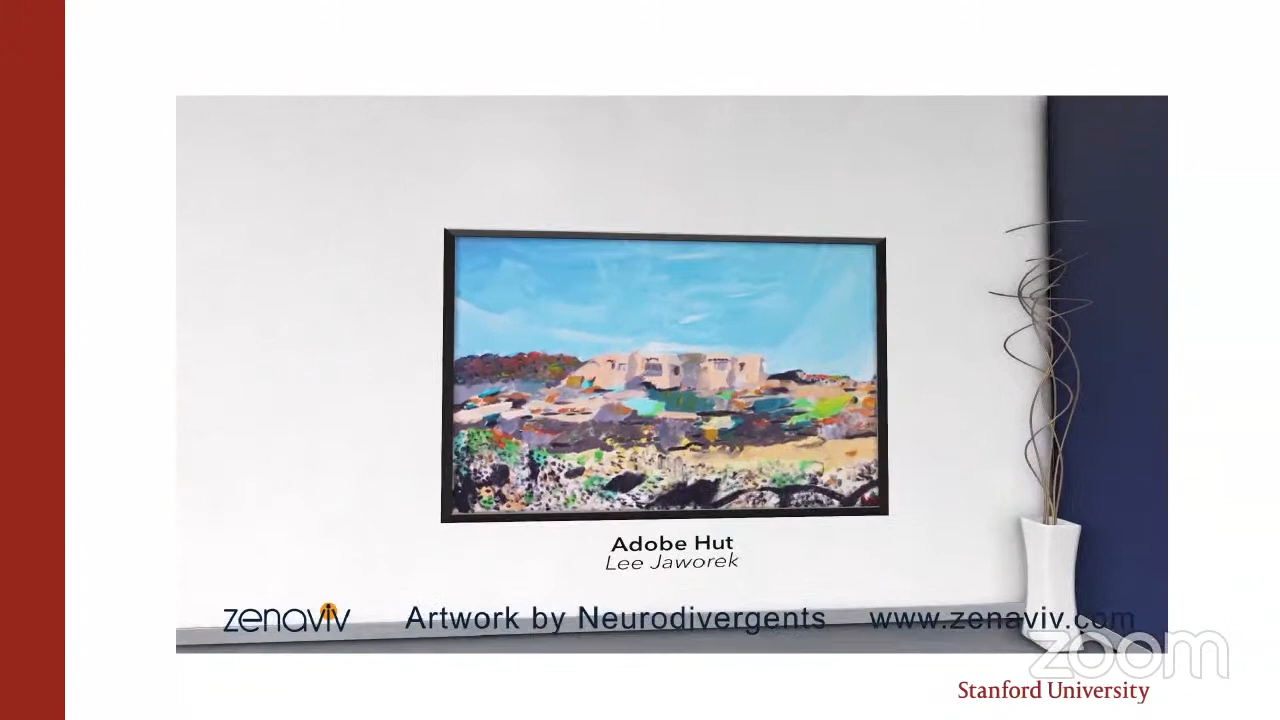 Adobe Hut
Lee Jaworek
zenaviv Artwork by Neurodivergents www.zenaviv.com
zoom
Stanford University